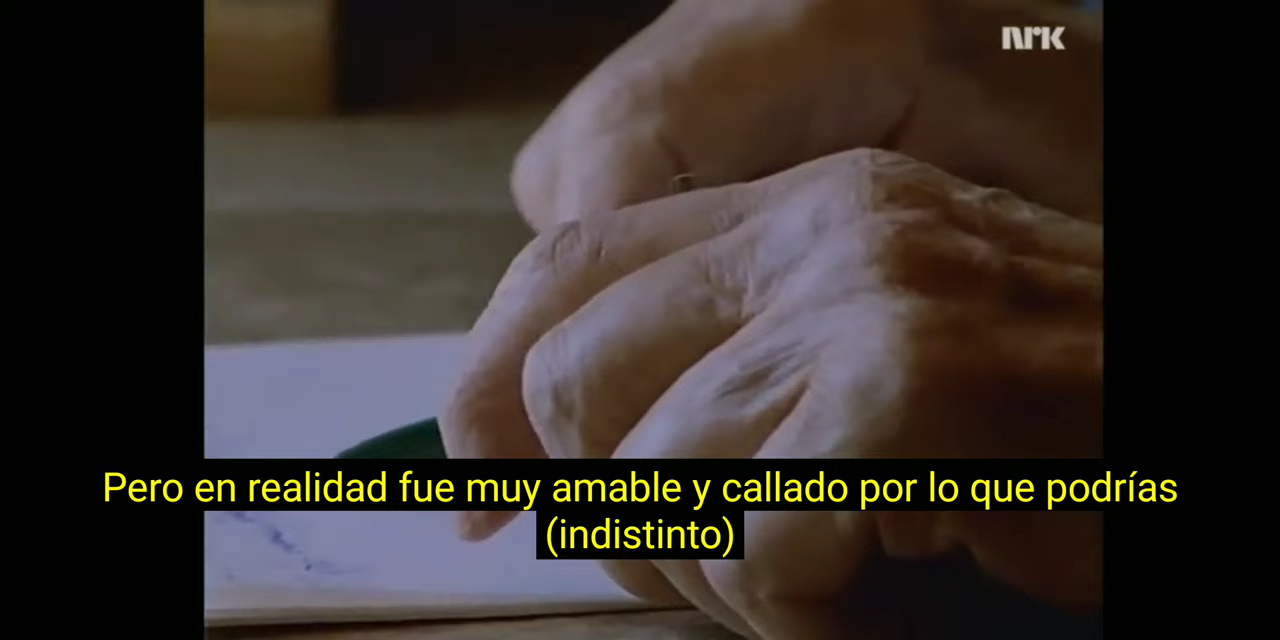 NRK
Pero en realidad fue muy amable y callado por lo que podrías
(indistinto)